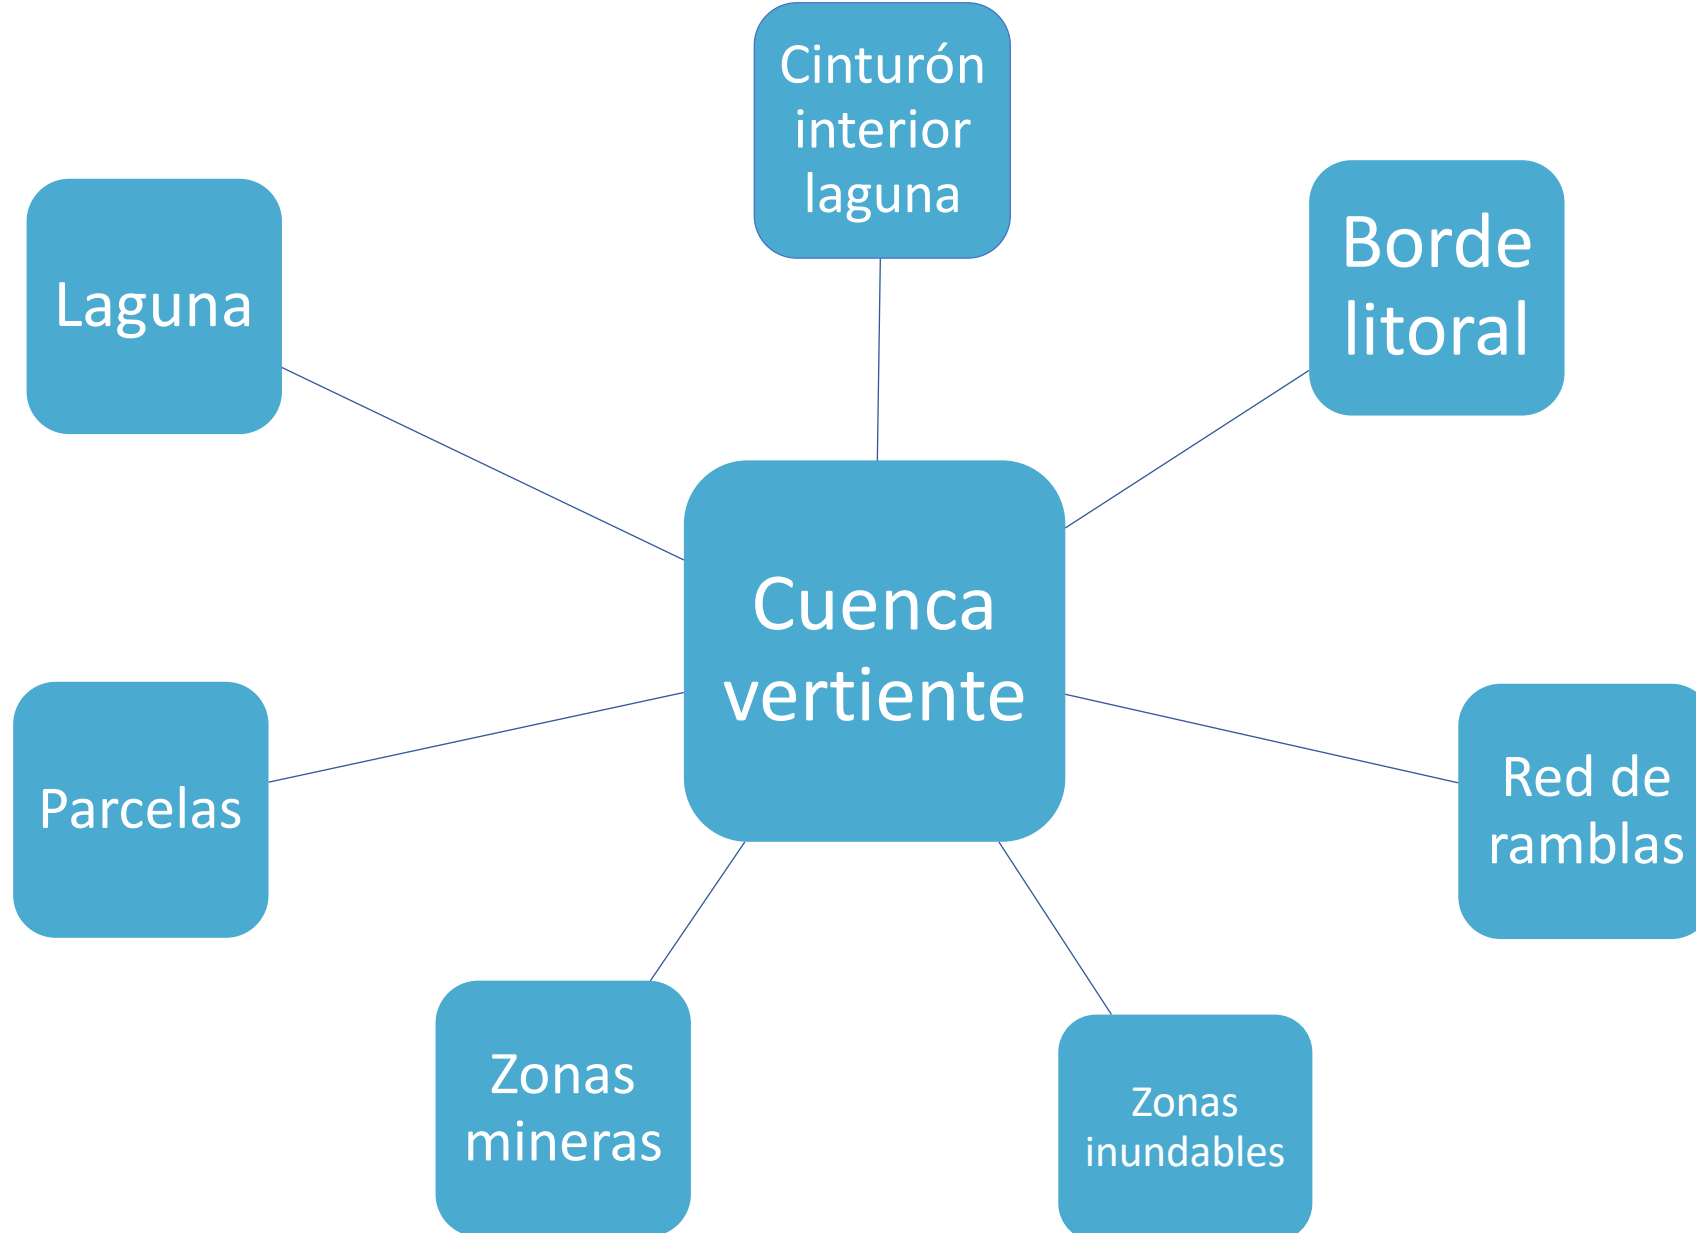 Cinturón
interior
laguna
Borde
litoral
Laguna
Cuenca
vertiente
Red de
ramblas
Parcelas
Zonas
mineras
Zonas
inundables